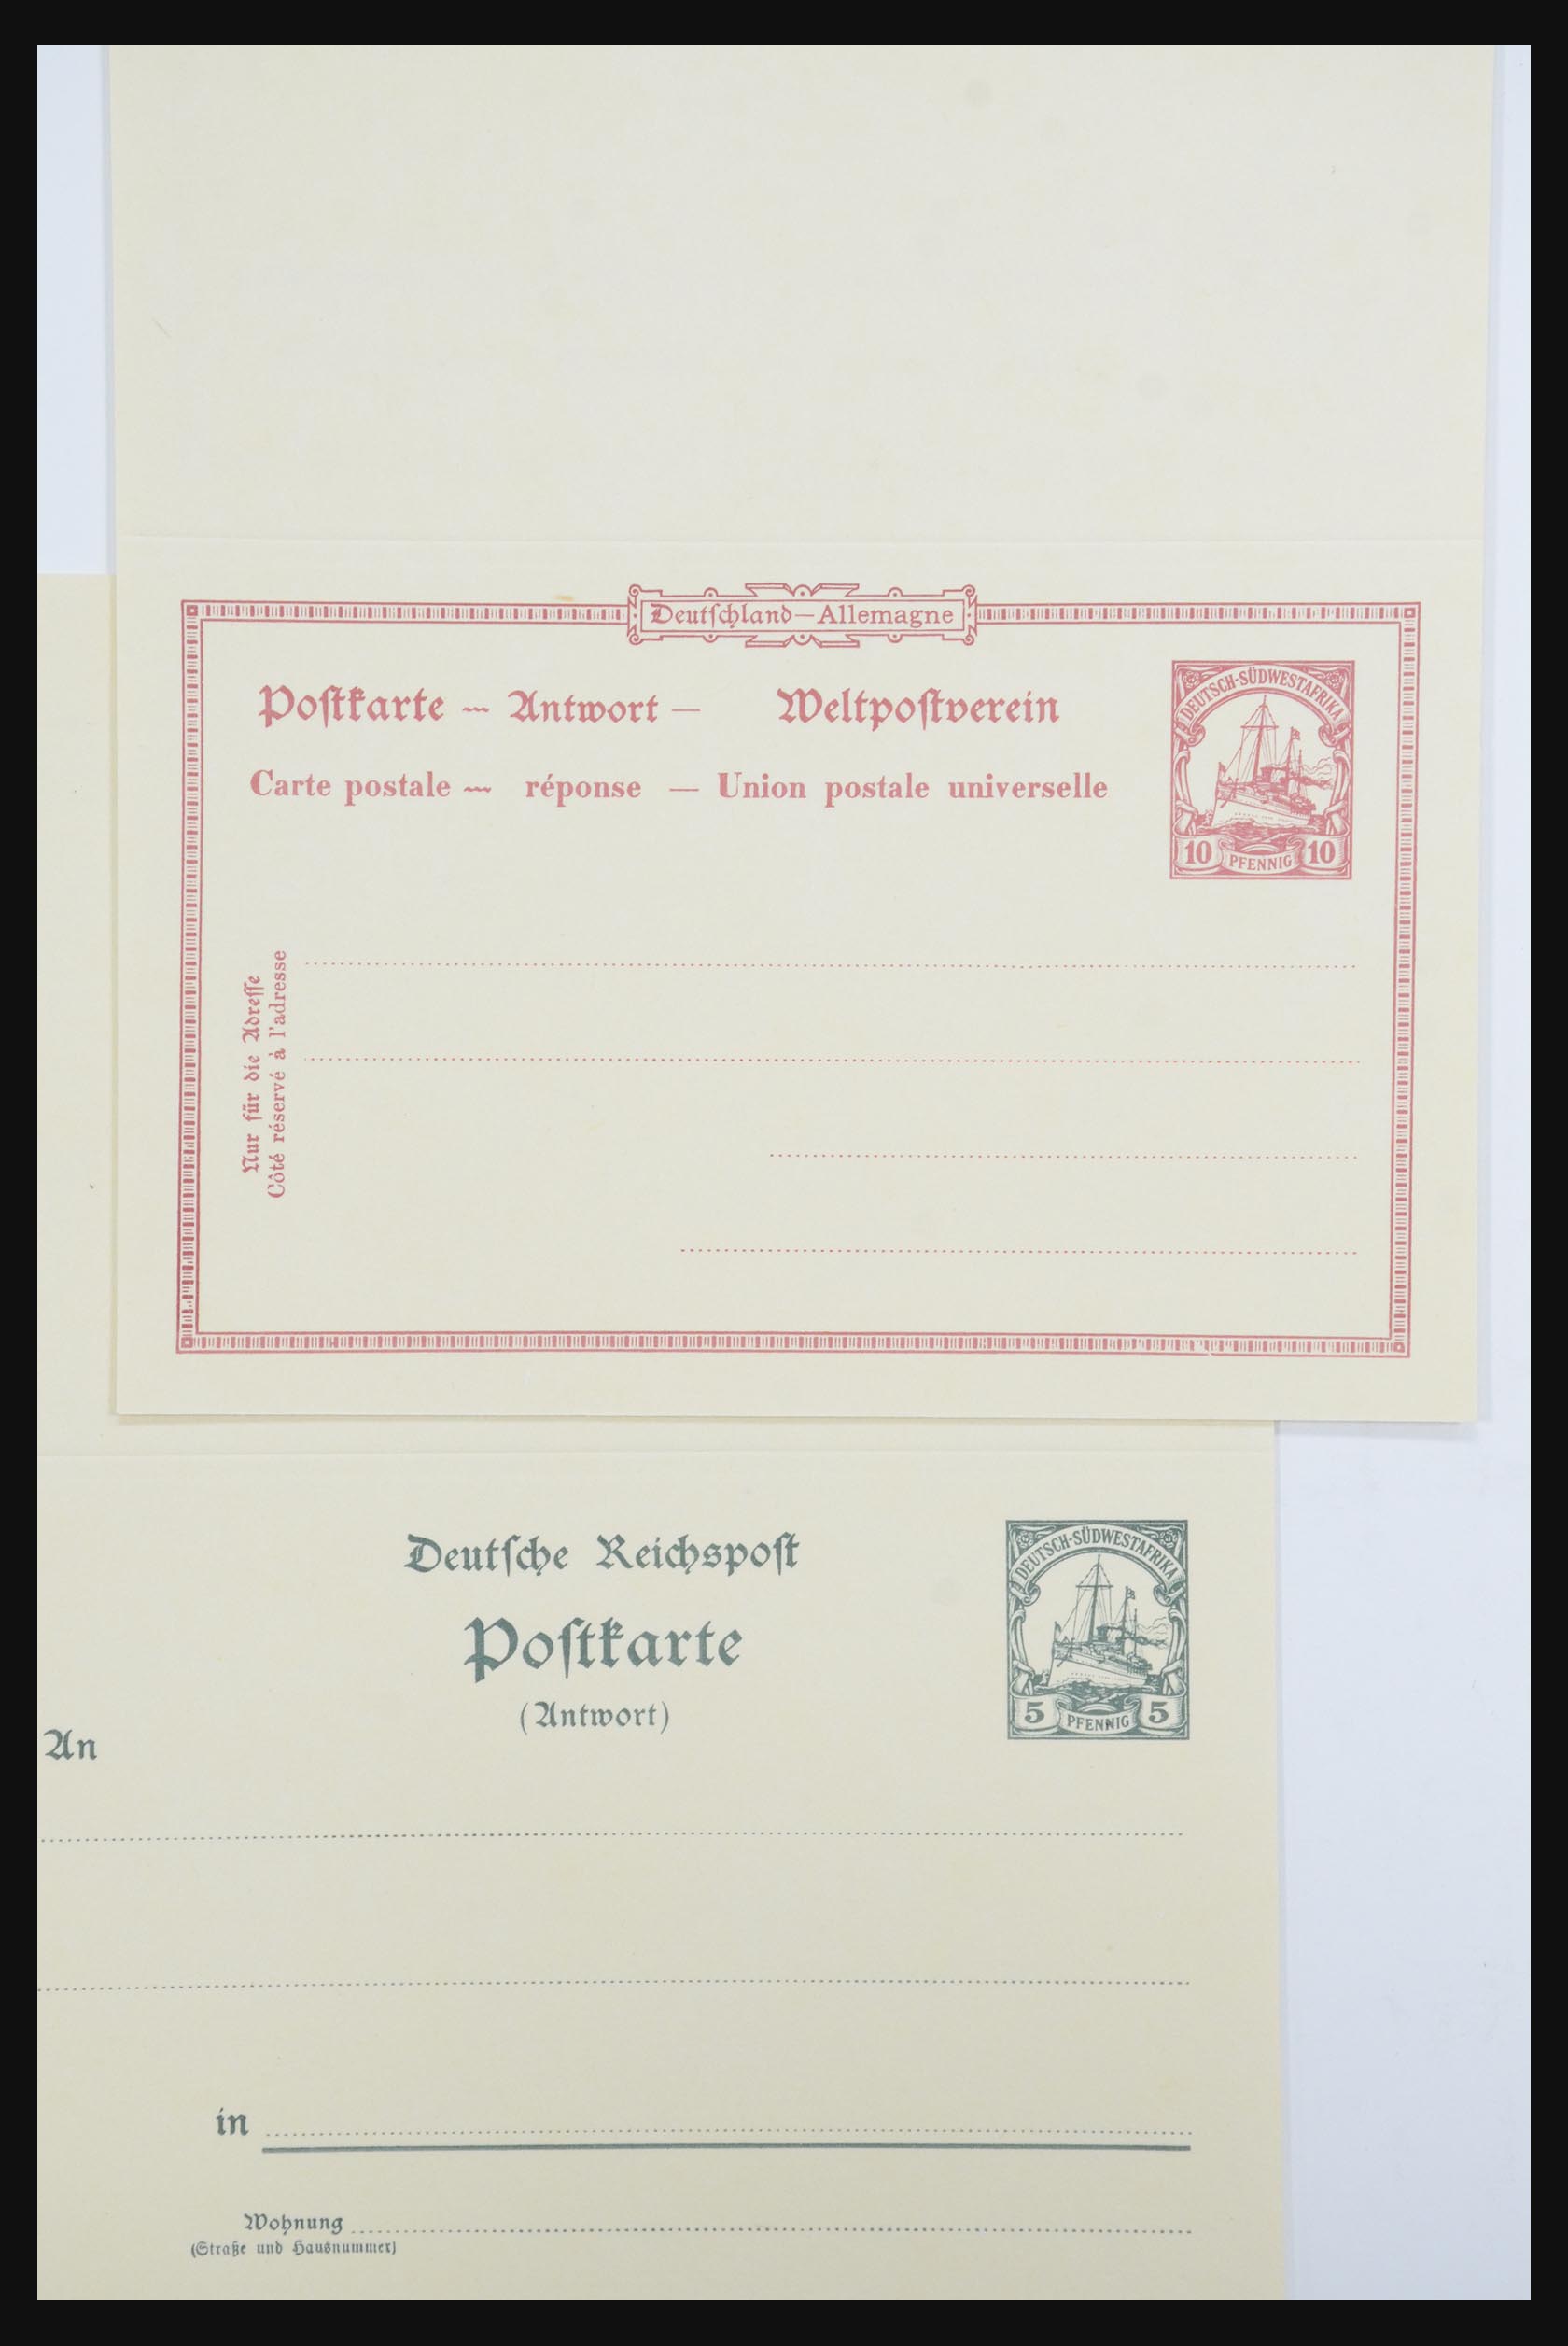 Deutſchland—Allemagne
Poſtkarte — Antwort — Weltpoſtverein
Carte postale — réponse — Union postale universelle
DEUTSCH-SÜDWESTAFRIKA
10 PFENNIG 10
Nur für die Adreſſe
Côté réservé à l'adresse
Deutſche Reichspoſt
Poſtkarte
(Antwort)
DEUTSCH-SÜDWESTAFRIKA
5 PFENNIG 5
An
in
Wohnung
(Straße und Hausnummer)